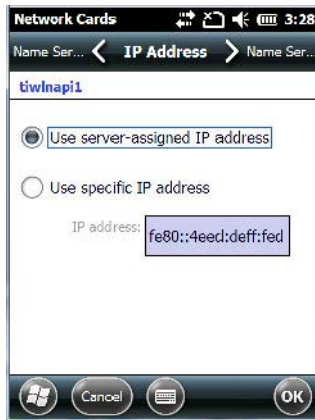 Network Cards 3:28
Name Ser... IP Address Name Ser...
tiwlnapi1
Use server-assigned IP address
Use specific IP address
IP address: fe80::4eed:deff:fed
Cancel OK